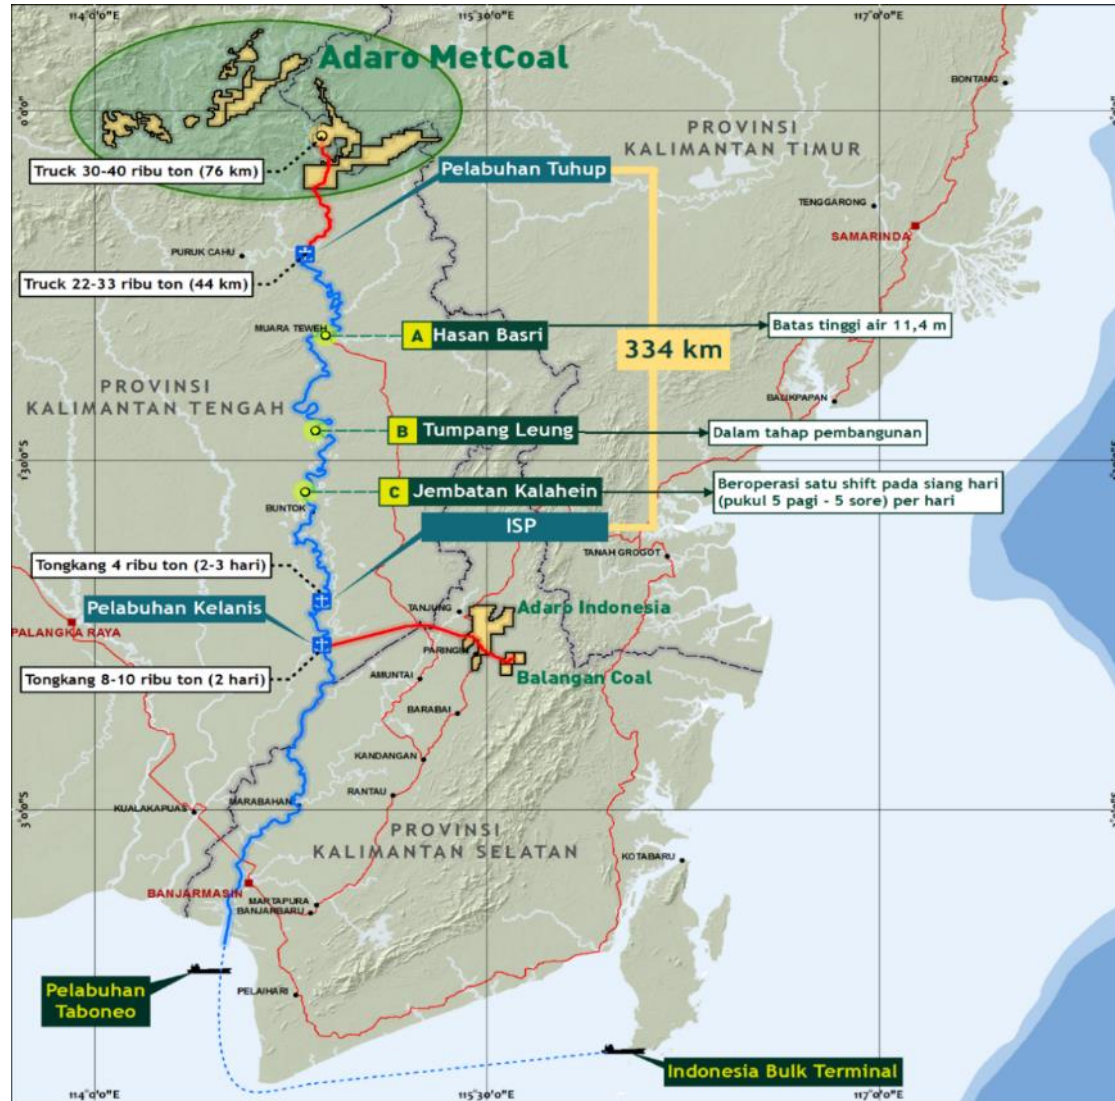 114°0'0"E
115°30'0"E
117°0'0"E
Adaro MetCoal
BONTANG
0°0'0"
PROVINSI
KALIMANTAN TIMUR
Truck 30-40 ribu ton (76 km)
Pelabuhan Tuhup
TENGGARONG
SAMARINDA
PURUK CAHU
Truck 22-33 ribu ton (44 km)
MUARA TEWEH
A Hasan Basri
Batas tinggi air 11,4 m
334 km
PROVINSI
KALIMANTAN TENGAH
BALIKPAPAN
B Tumpang Leung
Dalam tahap pembangunan
1°30'0"S
C Jembatan Kalahein
Beroperasi satu shift pada siang hari
(pukul 5 pagi - 5 sore) per hari
BUNTOK
ISP
TANAH GROGOT
Tongkang 4 ribu ton (2-3 hari)
Pelabuhan Kelanis
TANJUNG
Adaro Indonesia
PALANGKA RAYA
PARINGIN
Balangan Coal
Tongkang 8-10 ribu ton (2 hari)
AMUNTAI
BARABAI
KANDANGAN
RANTAU
MARABAHAN
KUALAKAPUAS
3°0'0"S
PROVINSI
KALIMANTAN SELATAN
KOTABARU
BANJARMASIN
MARTAPURA
BANJARBARU
Pelabuhan
Taboneo
PELAIHARI
Indonesia Bulk Terminal
114°0'0"E
115°30'0"E
117°0'0"E